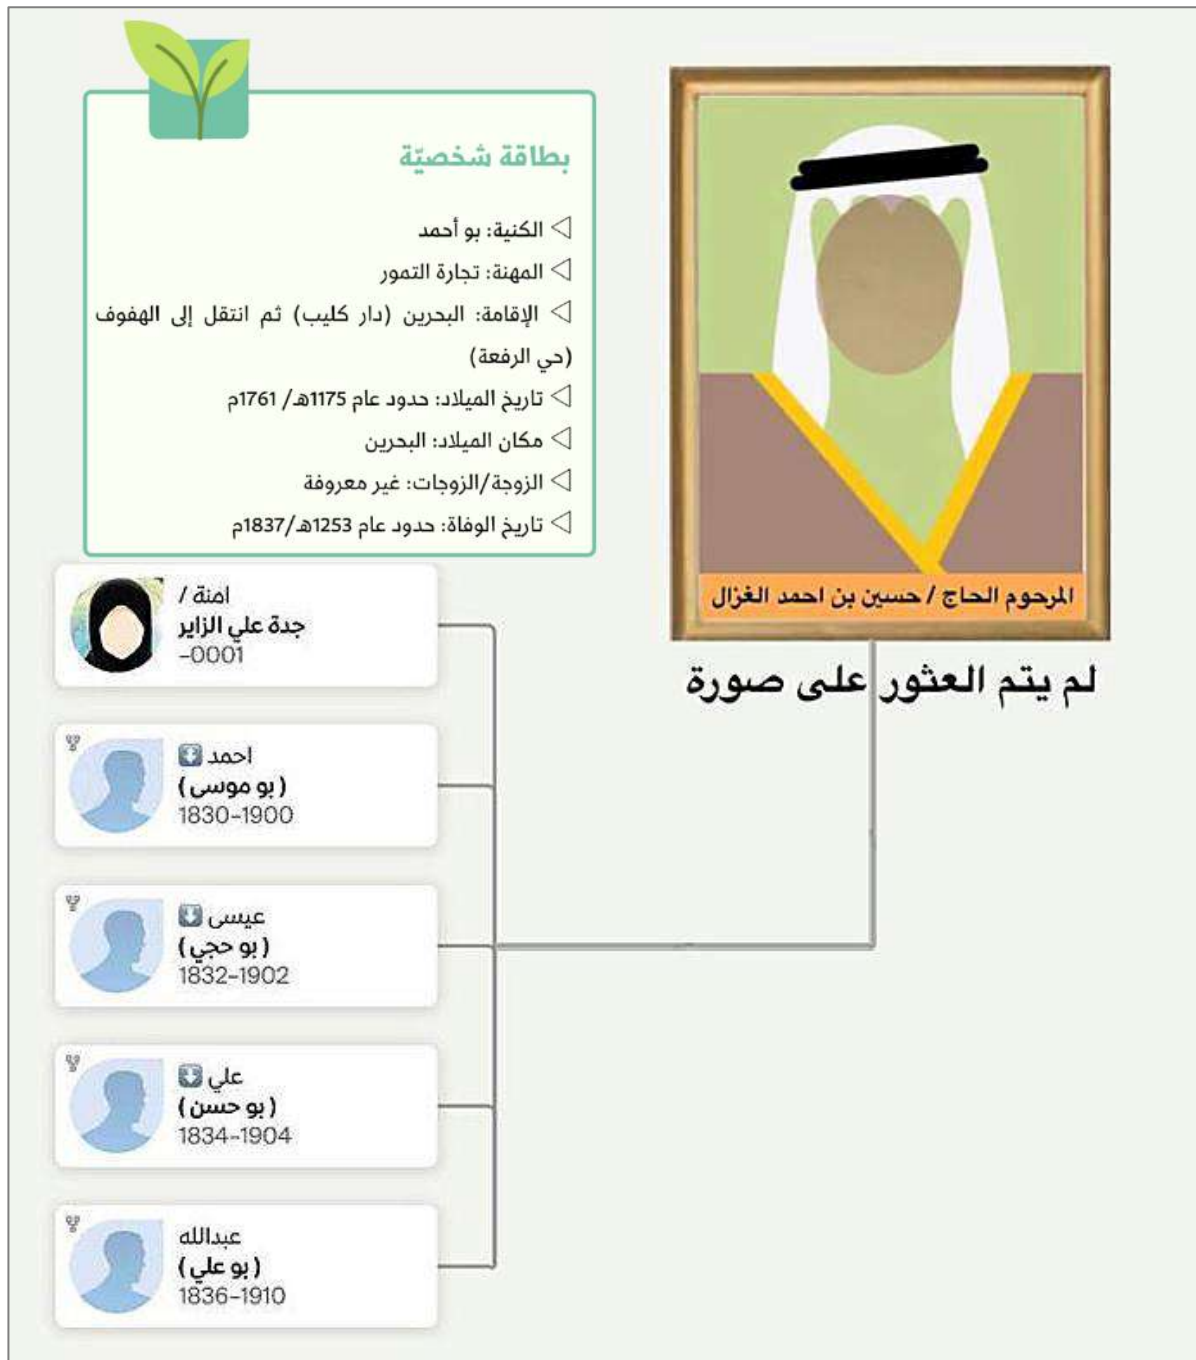 بطاقة شخصيّة
الكنية: بو أحمد
المهنة: تجارة التمور
الإقامة: البحرين (دار كليب) ثم انتقل إلى الهفوف
(حي الرفعة)
تاريخ الميلاد: حدود عام 1175هـ/ 1761م
مكان الميلاد: البحرين
الزوجة/الزوجات: غير معروفة
تاريخ الوفاة: حدود عام 1253هـ/1837م
المرحوم الحاج / حسين بن احمد الغزال
لم يتم العثور على صورة
امنة /
جدة علي الزاير
0001-
احمد
(بو موسى)
1830-1900
عيسى
(بو حجي)
1832-1902
علي
(بو حسن)
1834-1904
عبدالله
(بو علي)
1836-1910